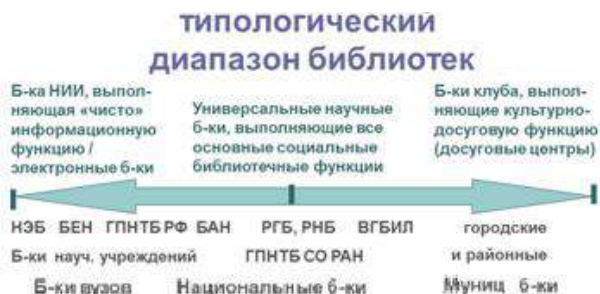 типологический
диапазон библиотек
Б-ка НИИ, выпол-
няющая «чисто»
информационную
функцию /
электронные б-ки
Универсальные научные
б-ки, выполняющие все
основные социальные
библиотечные функции
Б-ки клуба, выпол-
няющие культурно-
досуговую функцию
(досуговые центры)
НЭБ БЕН ГПНТБ РФ БАН РГБ, РНБ ВГБИЛ городские
Б-ки науч. учреждений ГПНТБ СО РАН и районные
Б-ки вузов Национальные б-ки Муниц б-ки